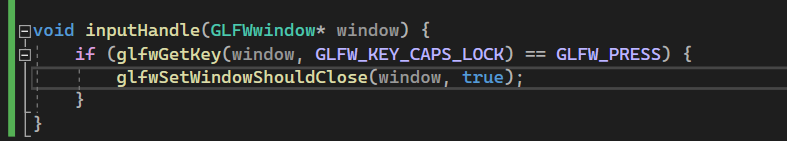 void inputHandle(GLFWwindow* window) {
    if (glfwGetKey(window, GLFW_KEY_CAPS_LOCK) == GLFW_PRESS) {
        glfwSetWindowShouldClose(window, true);
    }
}